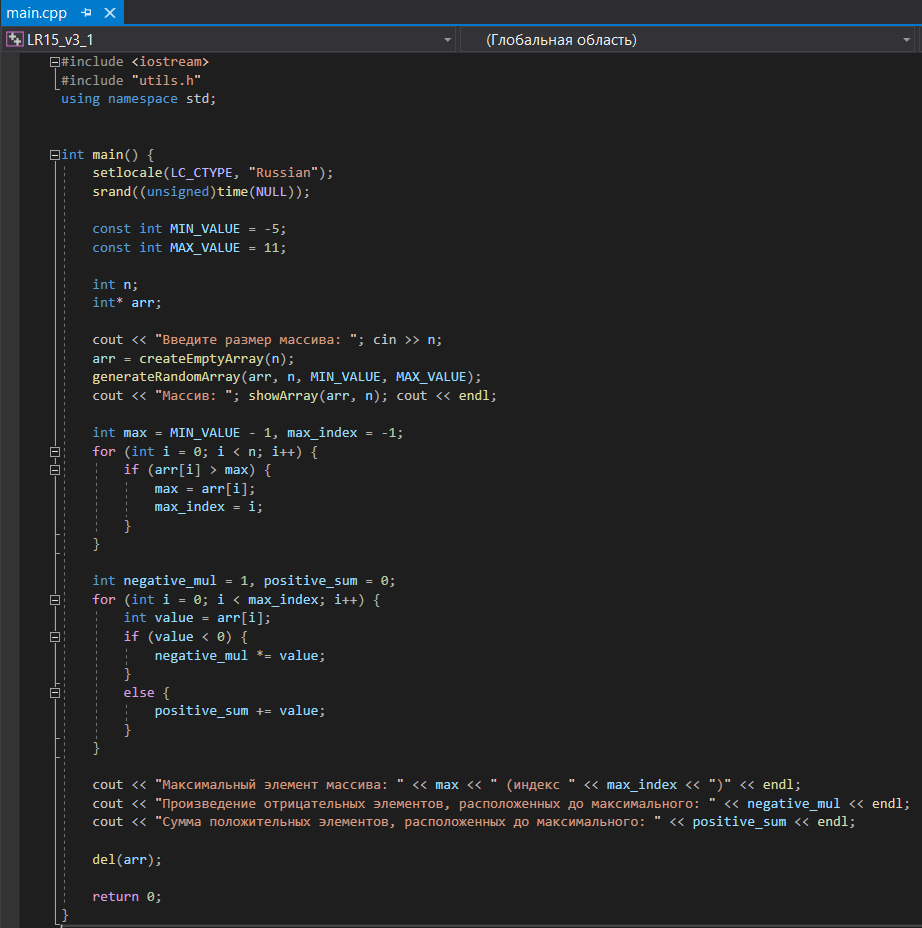 main.cpp
LR15_v3_1 (Глобальная область)
#include <iostream>
#include "utils.h"
using namespace std;
int main() {
setlocale(LC_CTYPE, "Russian");
srand((unsigned)time(NULL));
const int MIN_VALUE = -5;
const int MAX_VALUE = 11;
int n;
int* arr;
cout << "Введите размер массива: "; cin >> n;
arr = createEmptyArray(n);
generateRandomArray(arr, n, MIN_VALUE, MAX_VALUE);
cout << "Массив: "; showArray(arr, n); cout << endl;
int max = MIN_VALUE - 1, max_index = -1;
for (int i = 0; i < n; i++) {
if (arr[i] > max) {
max = arr[i];
max_index = i;
}
}
int negative_mul = 1, positive_sum = 0;
for (int i = 0; i < max_index; i++) {
int value = arr[i];
if (value < 0) {
negative_mul *= value;
}
else {
positive_sum += value;
}
}
cout << "Максимальный элемент массива: " << max << " (индекс " << max_index << ")" << endl;
cout << "Произведение отрицательных элементов, расположенных до максимального: " << negative_mul << endl;
cout << "Сумма положительных элементов, расположенных до максимального: " << positive_sum << endl;
del(arr);
return 0;
}